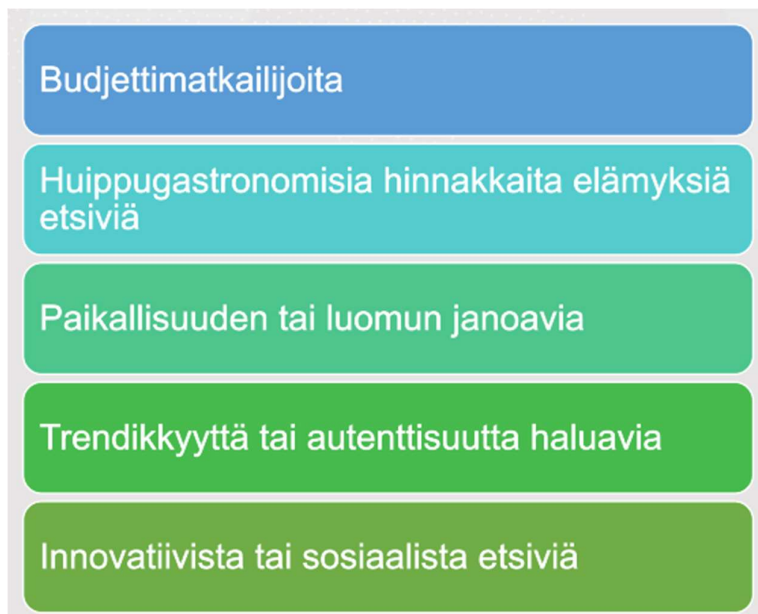 Budjettimatkailijoita
Huippugastronomisia hinnakkaita elämyksiä
etsiviä
Paikallisuuden tai luomun janoavia
Trendikkyyttä tai autenttisuutta haluavia
Innovatiivista tai sosiaalista etsiviä